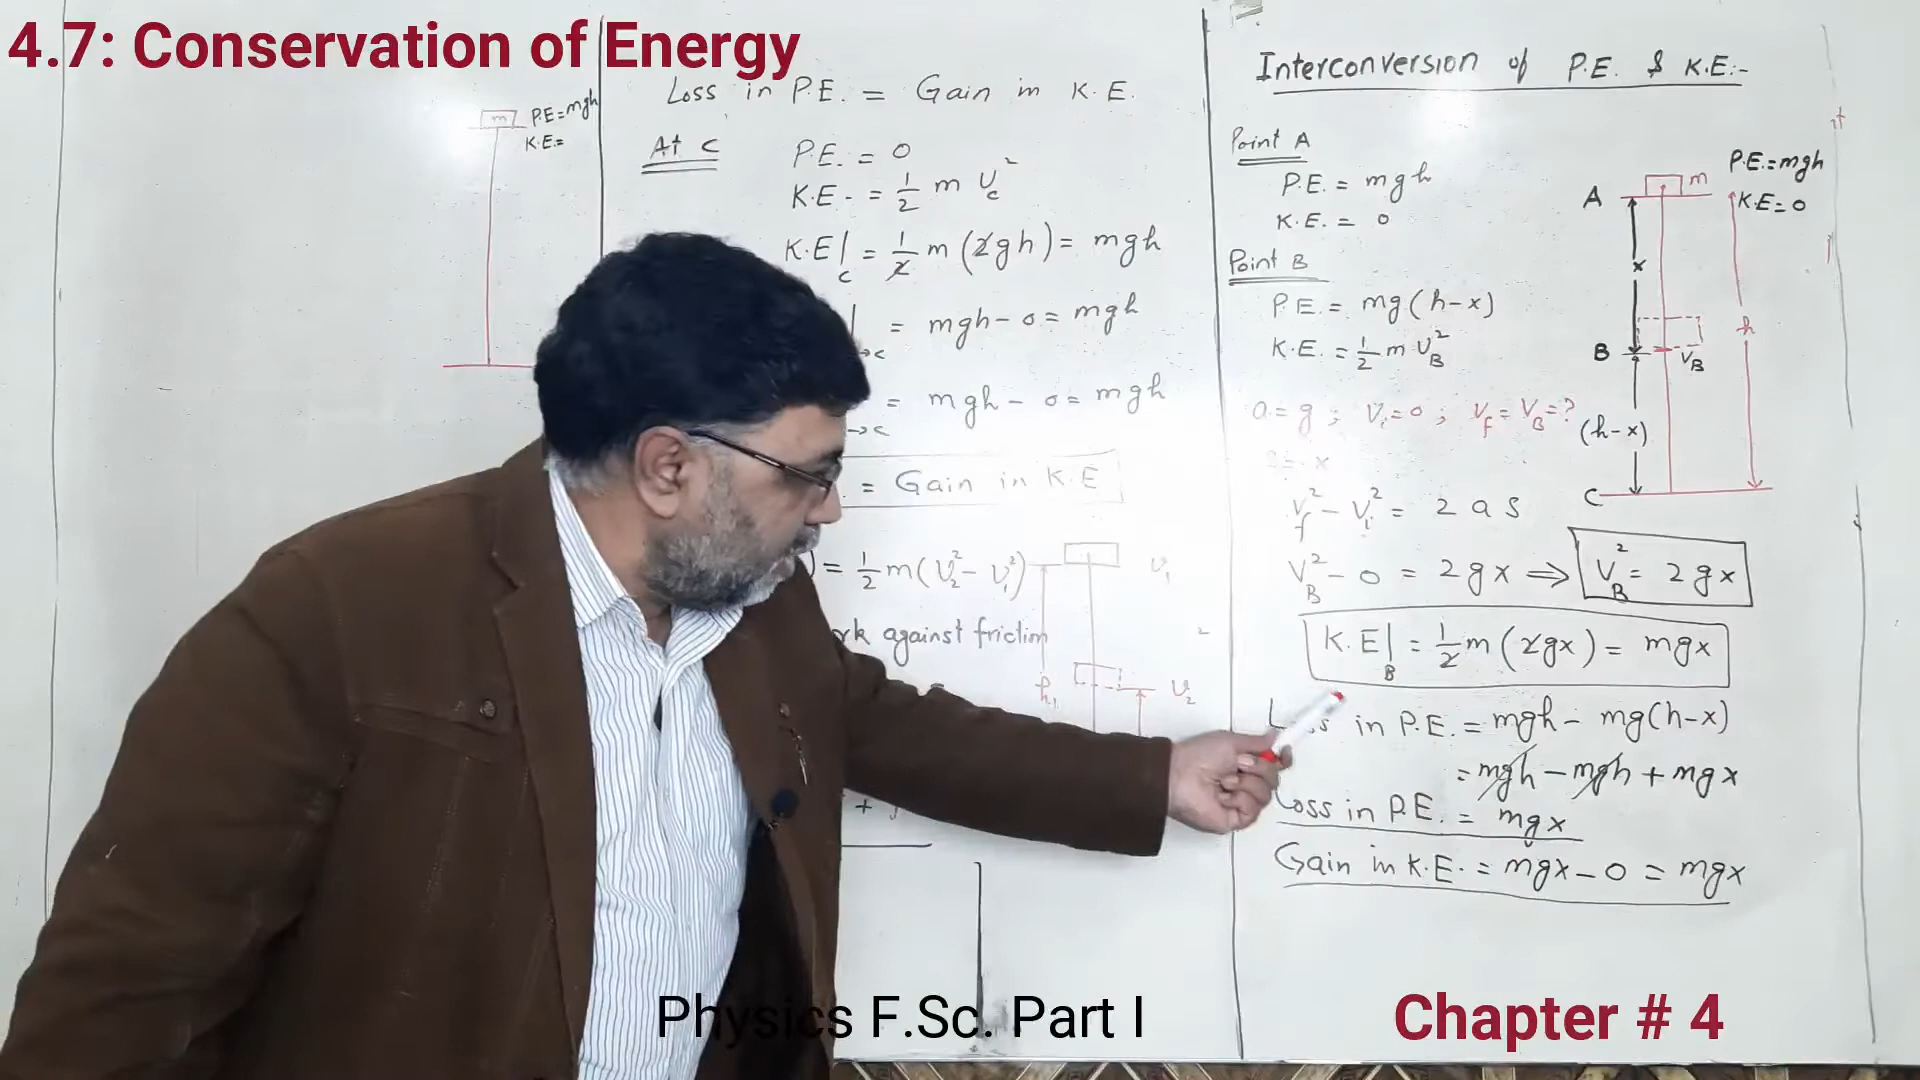 4.7: Conservation of Energy
m P.E=mgh
K.E=
Loss in P.E. = Gain in K.E.
At C P.E. = 0
K.E. = 1/2 m V_C^2
K.E|_C = 1/2 m (2gh) = mgh
→C = mgh - 0 = mgh
→C = mgh - 0 = mgh
= Gain in K.E
) = 1/2 m(V_2^2 - V_1^2) V_1
against friction
h_1 V_2
+
Interconversion of P.E. & K.E:-
Point A
P.E. = mgh
K.E. = 0
Point B
P.E. = mg(h-x)
K.E. = 1/2 m V_B^2
a = g ; V_i = 0 ; V_f = V_B = ?
S = x
V_f^2 - V_i^2 = 2 a S
V_B^2 - 0 = 2gx ⇒ V_B^2 = 2gx
K.E|_B = 1/2 m (2gx) = mgx
in P.E. = mgh - mg(h-x)
= mgh - mgh + mgx
Loss in P.E. = mgx
Gain in K.E. = mgx - 0 = mgx
P.E.=mgh
A m K.E=0
x
h
B V_B
(h-x)
C
Physics F.Sc. Part I
Chapter # 4